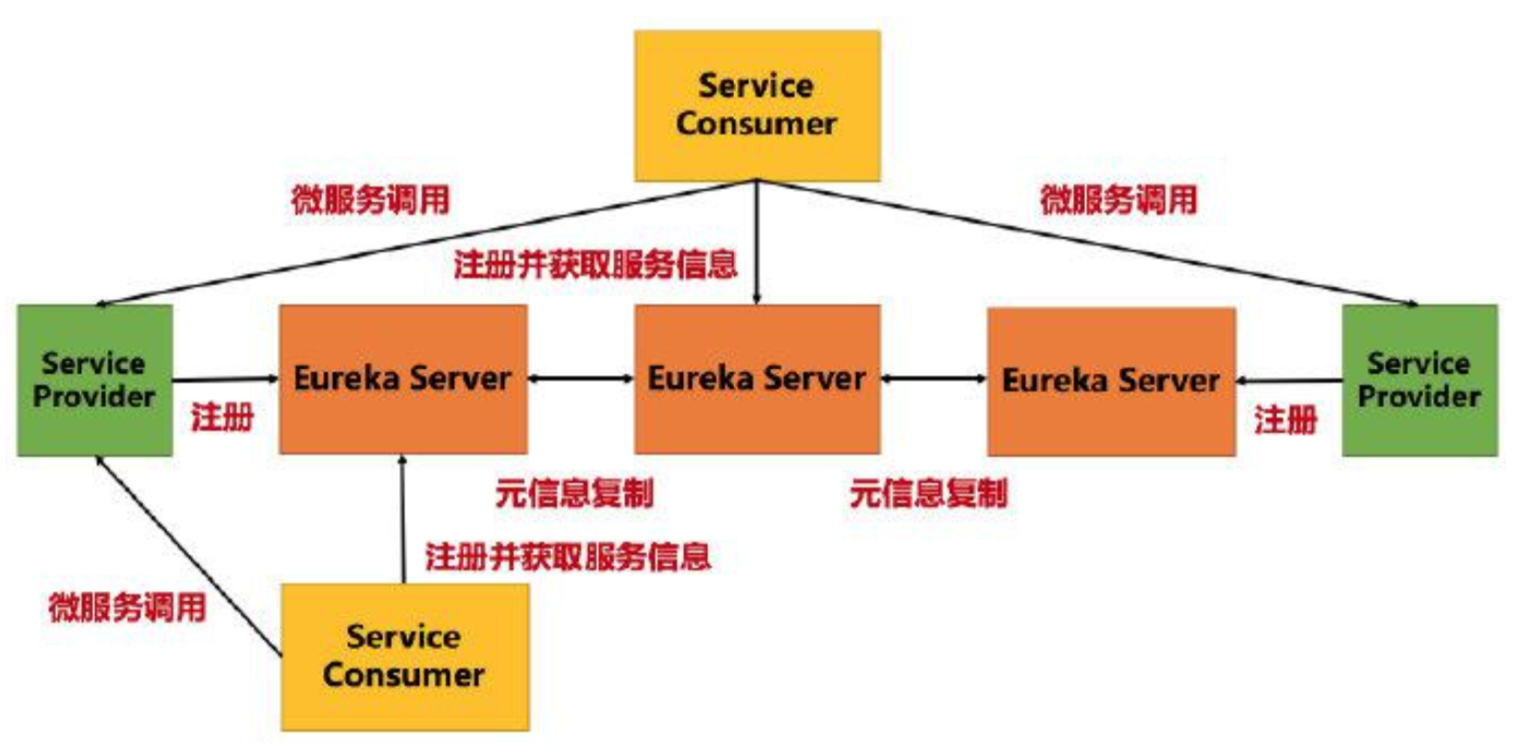 Service
Consumer
微服务调用
微服务调用
注册并获取服务信息
Service
Provider
注册
Eureka Server
Eureka Server
Eureka Server
Service
Provider
注册
元信息复制
元信息复制
注册并获取服务信息
微服务调用
Service
Consumer